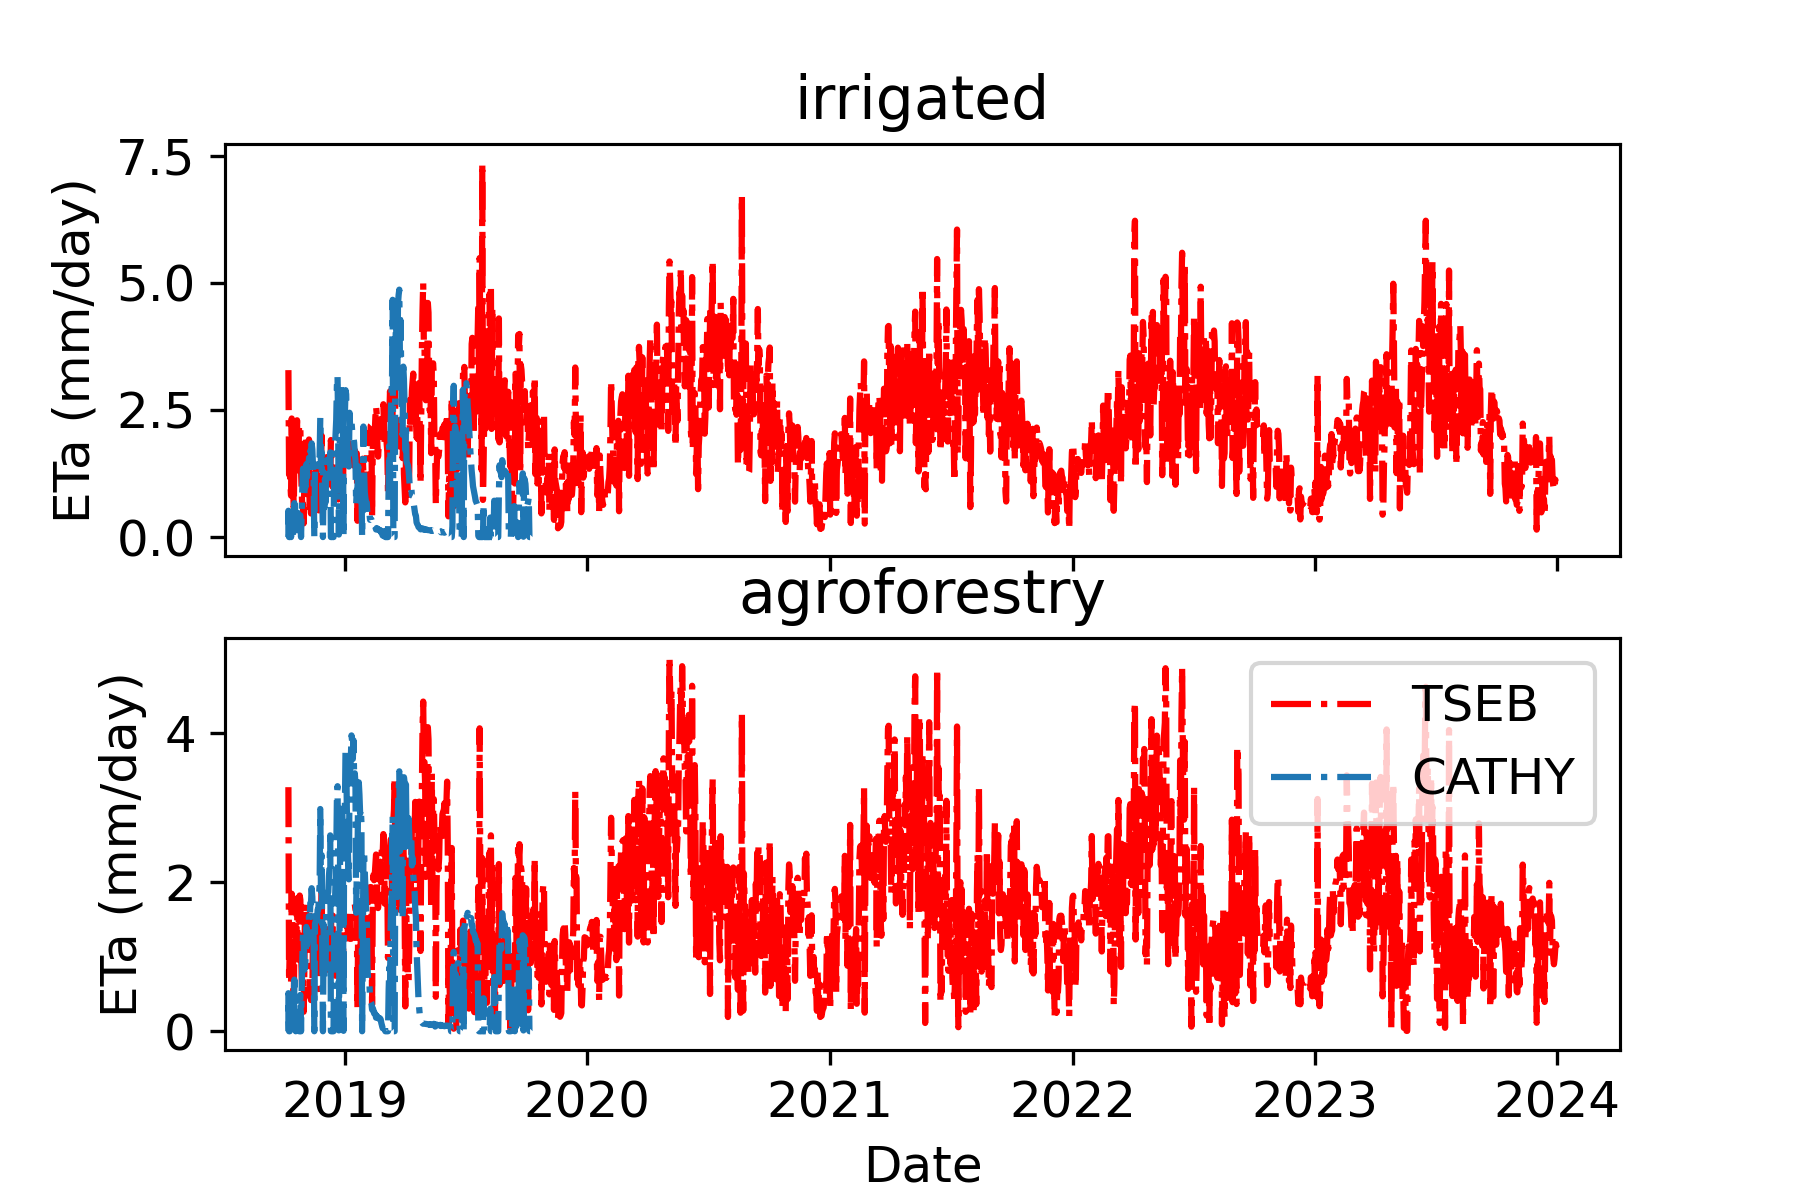 irrigated
7.5
5.0
2.5
0.0
ETa (mm/day)
agroforestry
4
2
0
ETa (mm/day)
TSEB
CATHY
2019 2020 2021 2022 2023 2024
Date